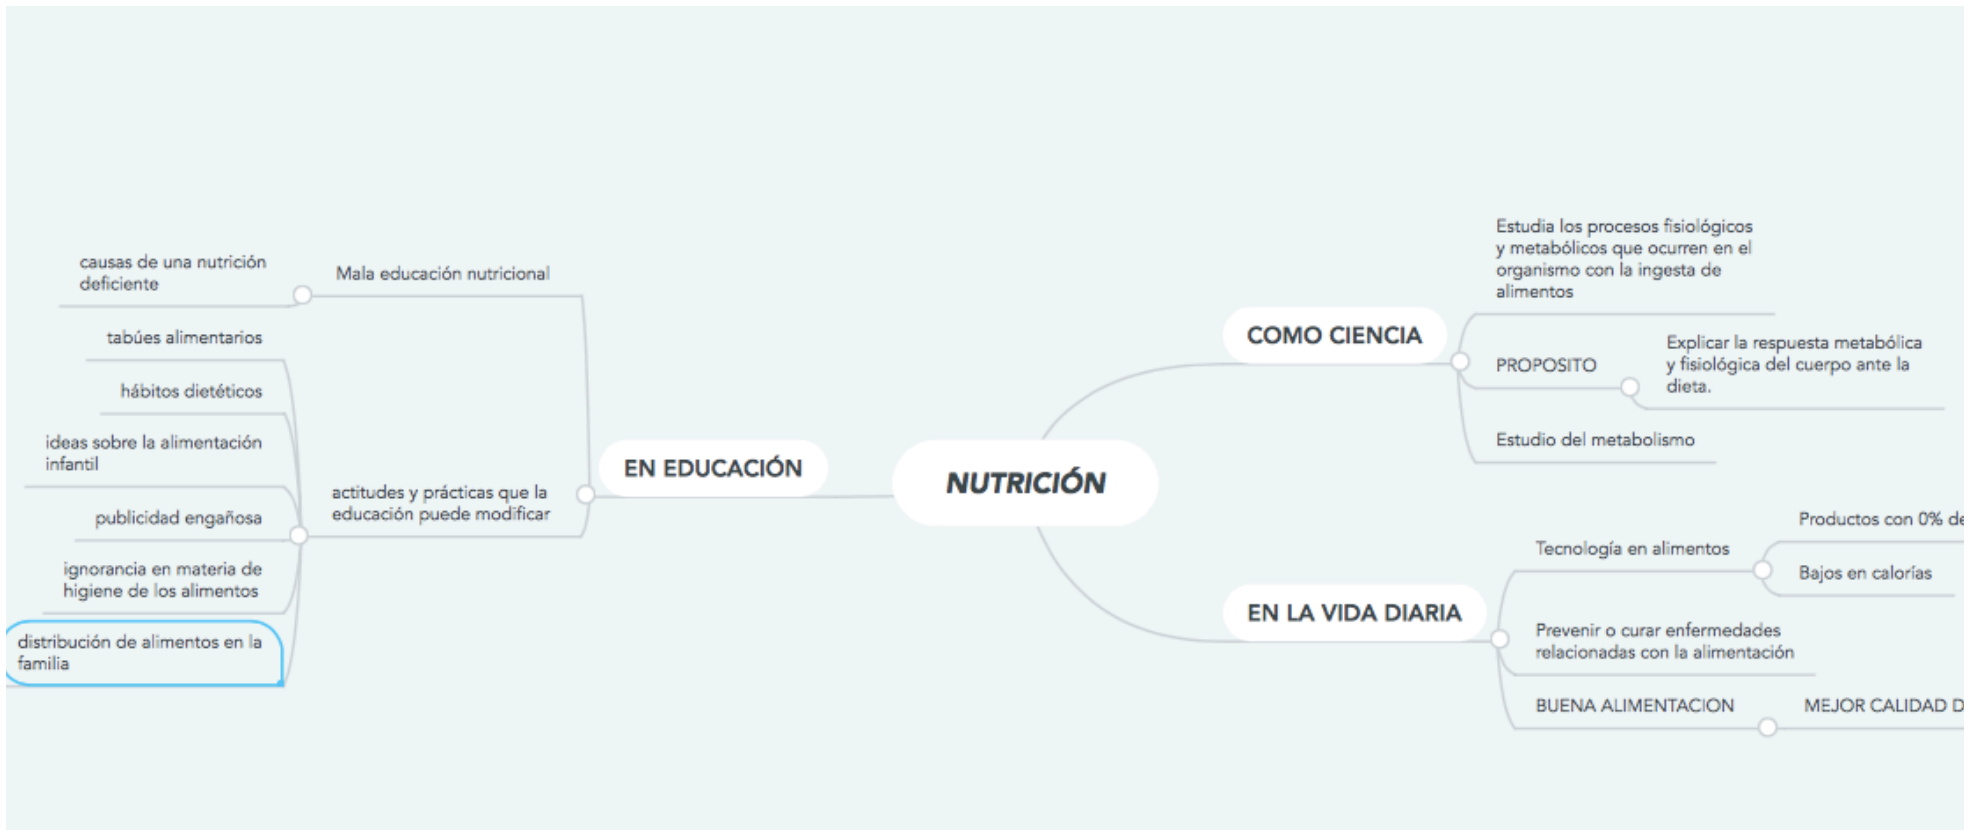 causas de una nutrición
deficiente
Mala educación nutricional
tabúes alimentarios
hábitos dietéticos
ideas sobre la alimentación
infantil
publicidad engañosa
ignorancia en materia de
higiene de los alimentos
distribución de alimentos en la
familia
actitudes y prácticas que la
educación puede modificar
EN EDUCACIÓN
NUTRICIÓN
COMO CIENCIA
Estudia los procesos fisiológicos
y metabólicos que ocurren en el
organismo con la ingesta de
alimentos
PROPOSITO
Explicar la respuesta metabólica
y fisiológica del cuerpo ante la
dieta.
Estudio del metabolismo
EN LA VIDA DIARIA
Tecnología en alimentos
Productos con 0% de
Bajos en calorías
Prevenir o curar enfermedades
relacionadas con la alimentación
BUENA ALIMENTACION
MEJOR CALIDAD D